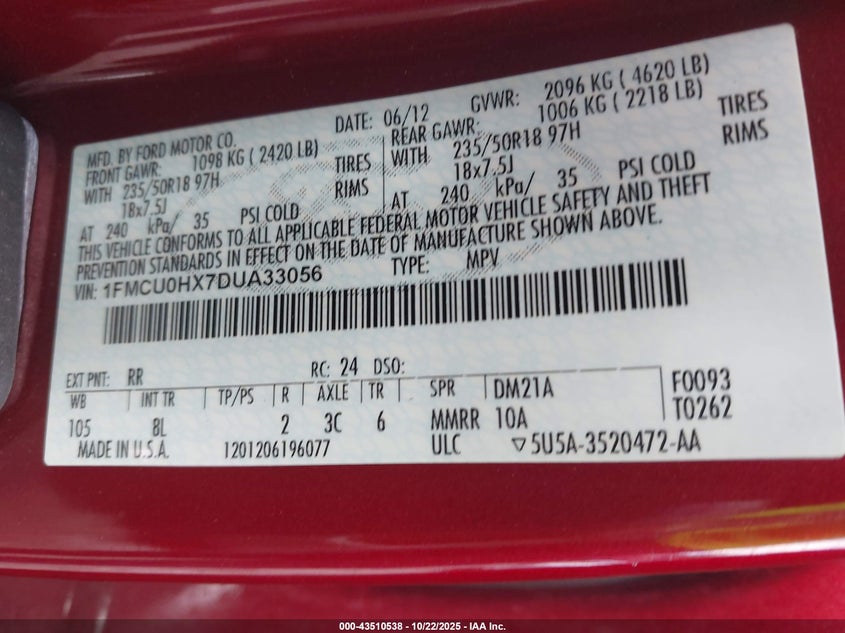 MFD. BY FORD MOTOR CO. DATE: 06/12 GVWR: 2096 KG ( 4620 LB)
FRONT GAWR: 1098 KG ( 2420 LB) REAR GAWR: 1006 KG ( 2218 LB)
WITH 235/50R18 97H TIRES WITH 235/50R18 97H TIRES
18x7.5J RIMS 18x7.5J RIMS
AT 240 kPa/ 35 PSI COLD AT 240 kPa/ 35 PSI COLD
THIS VEHICLE CONFORMS TO ALL APPLICABLE FEDERAL MOTOR VEHICLE SAFETY AND THEFT
PREVENTION STANDARDS IN EFFECT ON THE DATE OF MANUFACTURE SHOWN ABOVE.
VIN: 1FMCU0HX7DUA33056 TYPE: MPV
EXT PNT: RR RC: 24 DSO:
WB INT TR TP/PS R AXLE TR SPR DM21A F0093
105 8L 2 3C 6 MMRR 10A T0262
MADE IN U.S.A. 1201206196077 ULC ▽5U5A-3520472-AA
000-43510538 - 10/22/2025 - IAA Inc.